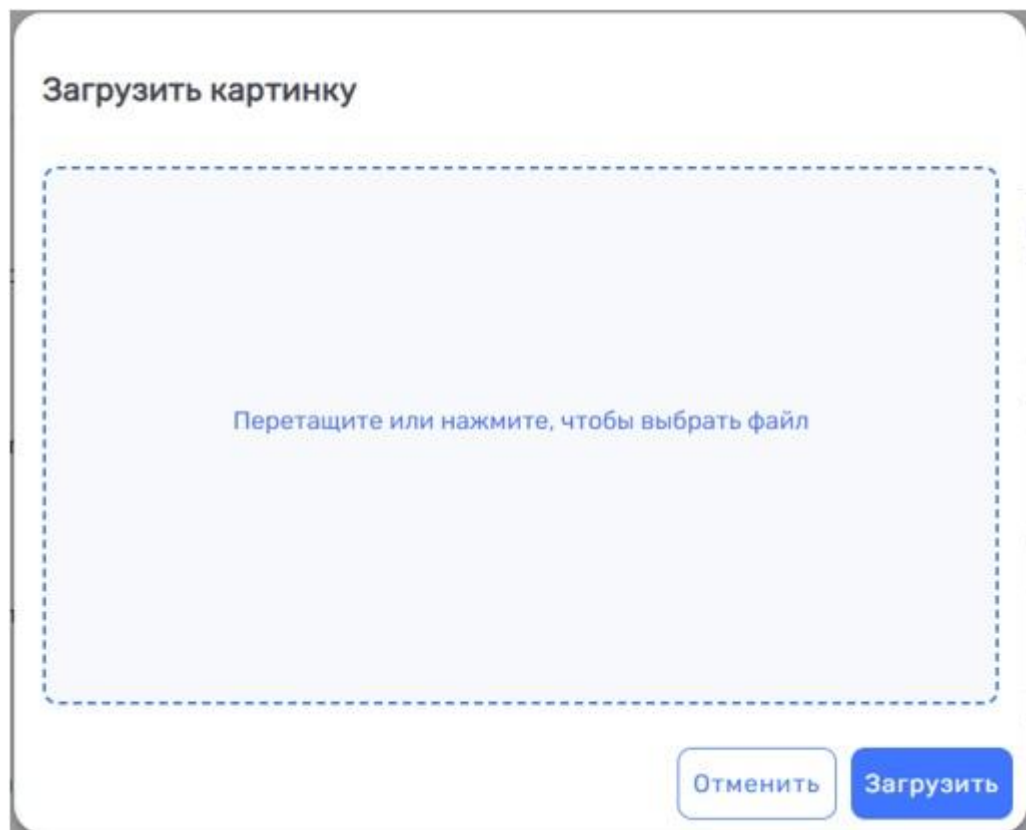 Загрузить картинку
Перетащите или нажмите, чтобы выбрать файл
Отменить
Загрузить